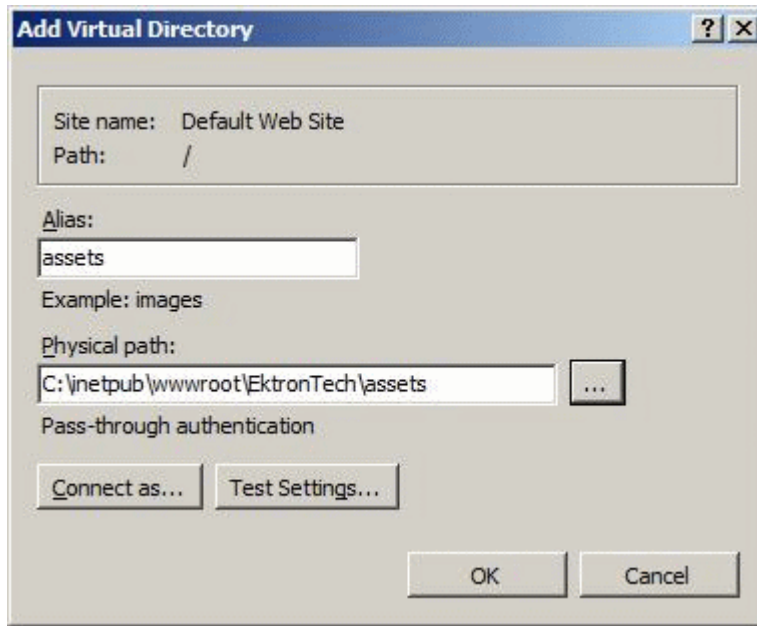 Add Virtual Directory
Site name: Default Web Site
Path: /
Alias:
assets
Example: images
Physical path:
C:\inetpub\wwwroot\EktronTech\assets
...
Pass-through authentication
Connect as... Test Settings...
OK Cancel